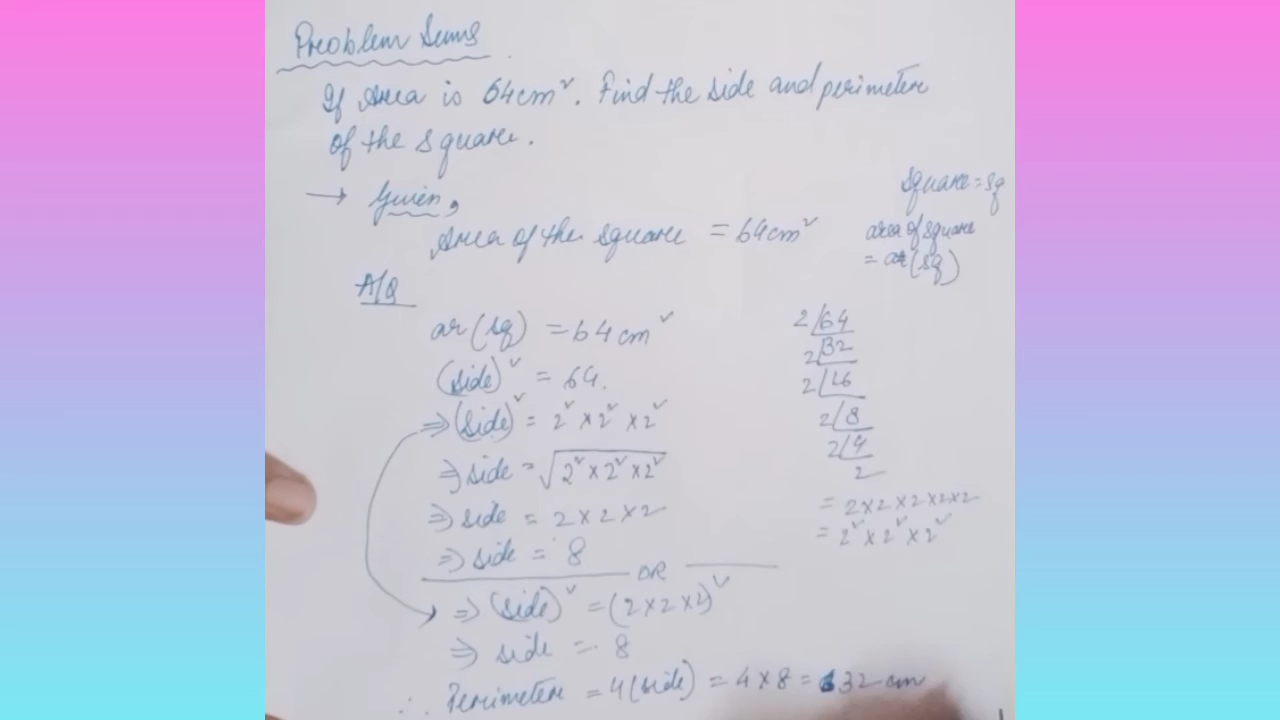 Problem Sums
If Area is 64cm². Find the side and perimetere
of the square.
→ Given,
Area of the square = 64cm²
square = sq
area of square
= ar(sq)
A/Q
ar(sq) = 64cm²
(side)² = 64.
⇒ (side)² = 2² × 2² × 2²
⇒ side = √2² × 2² × 2²
⇒ side = 2 × 2 × 2
⇒ side = 8
OR
⇒ (side)² = (2 × 2 × 2)²
⇒ side = 8
∴ Perimetere = 4(side) = 4 × 8 = 32 cm
2/64
2/32
2/16
2/8
2/4
2
= 2×2×2×2×2×2
= 2² × 2² × 2²